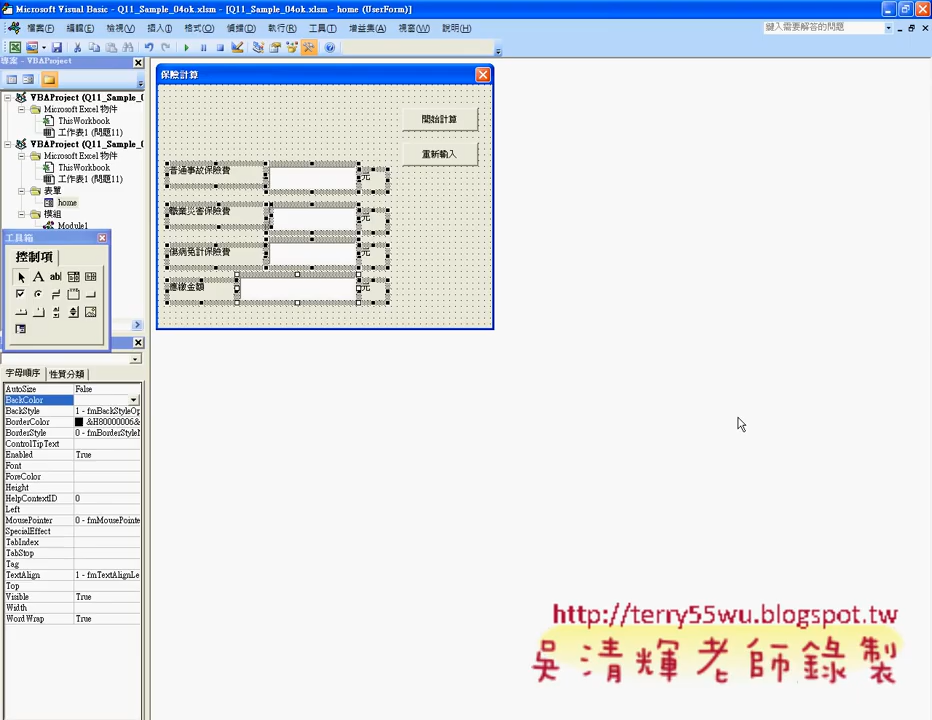 Microsoft Visual Basic - Q11_Sample_04ok.xlsm - [Q11_Sample_04ok.xlsm - home (UserForm)]
檔案(F) 編輯(E) 檢視(V) 插入(I) 格式(O) 偵錯(D) 執行(R) 工具(T) 增益集(A) 視窗(W) 說明(H)
鍵入需要解答的問題
專案 - VBAProject
VBAProject (Q11_Sample_(
Microsoft Excel 物件
ThisWorkbook
工作表1 (問題11)
VBAProject (Q11_Sample_(
Microsoft Excel 物件
ThisWorkbook
工作表1 (問題11)
表單
home
模組
Module1
工具箱
控制項
保險計算
開始計算
重新輸入
普通事故保險費
元
職業災害保險費
元
傷病免計保險費
元
應繳金額
元
字母順序 性質分類
AutoSize False
BackColor
BackStyle 1 - fmBackStyleOp
BorderColor &H80000006&
BorderStyle 0 - fmBorderStyleN
ControlTipText
Enabled True
Font
ForeColor
Height
HelpContextID 0
Left
MousePointer 0 - fmMousePointe
SpecialEffect
TabIndex
TabStop
Tag
TextAlign 1 - fmTextAlignLe
Top
Visible True
Width
WordWrap True
http://terry55wu.blogspot.tw
吳清輝老師錄製